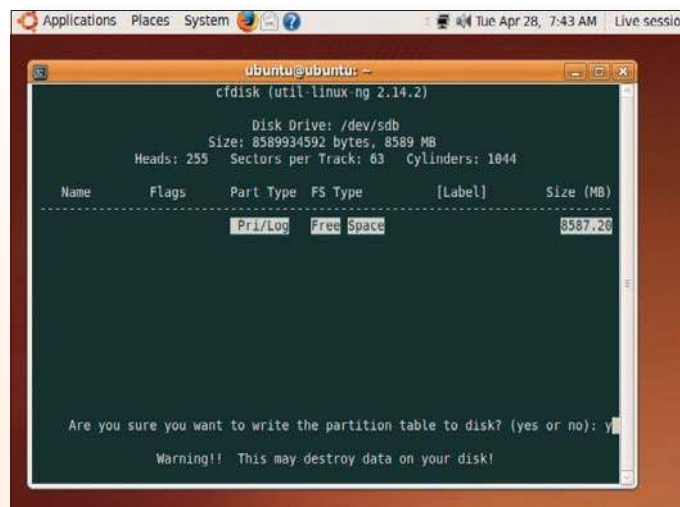 Applications Places System Tue Apr 28, 7:43 AM Live sessio
ubuntu@ubuntu: ~
cfdisk (util-linux-ng 2.14.2)
Disk Drive: /dev/sdb
Size: 8589934592 bytes, 8589 MB
Heads: 255 Sectors per Track: 63 Cylinders: 1044
Name Flags Part Type FS Type [Label] Size (MB)
Pri/Log Free Space 8587.20
Are you sure you want to write the partition table to disk? (yes or no): y
Warning!! This may destroy data on your disk!